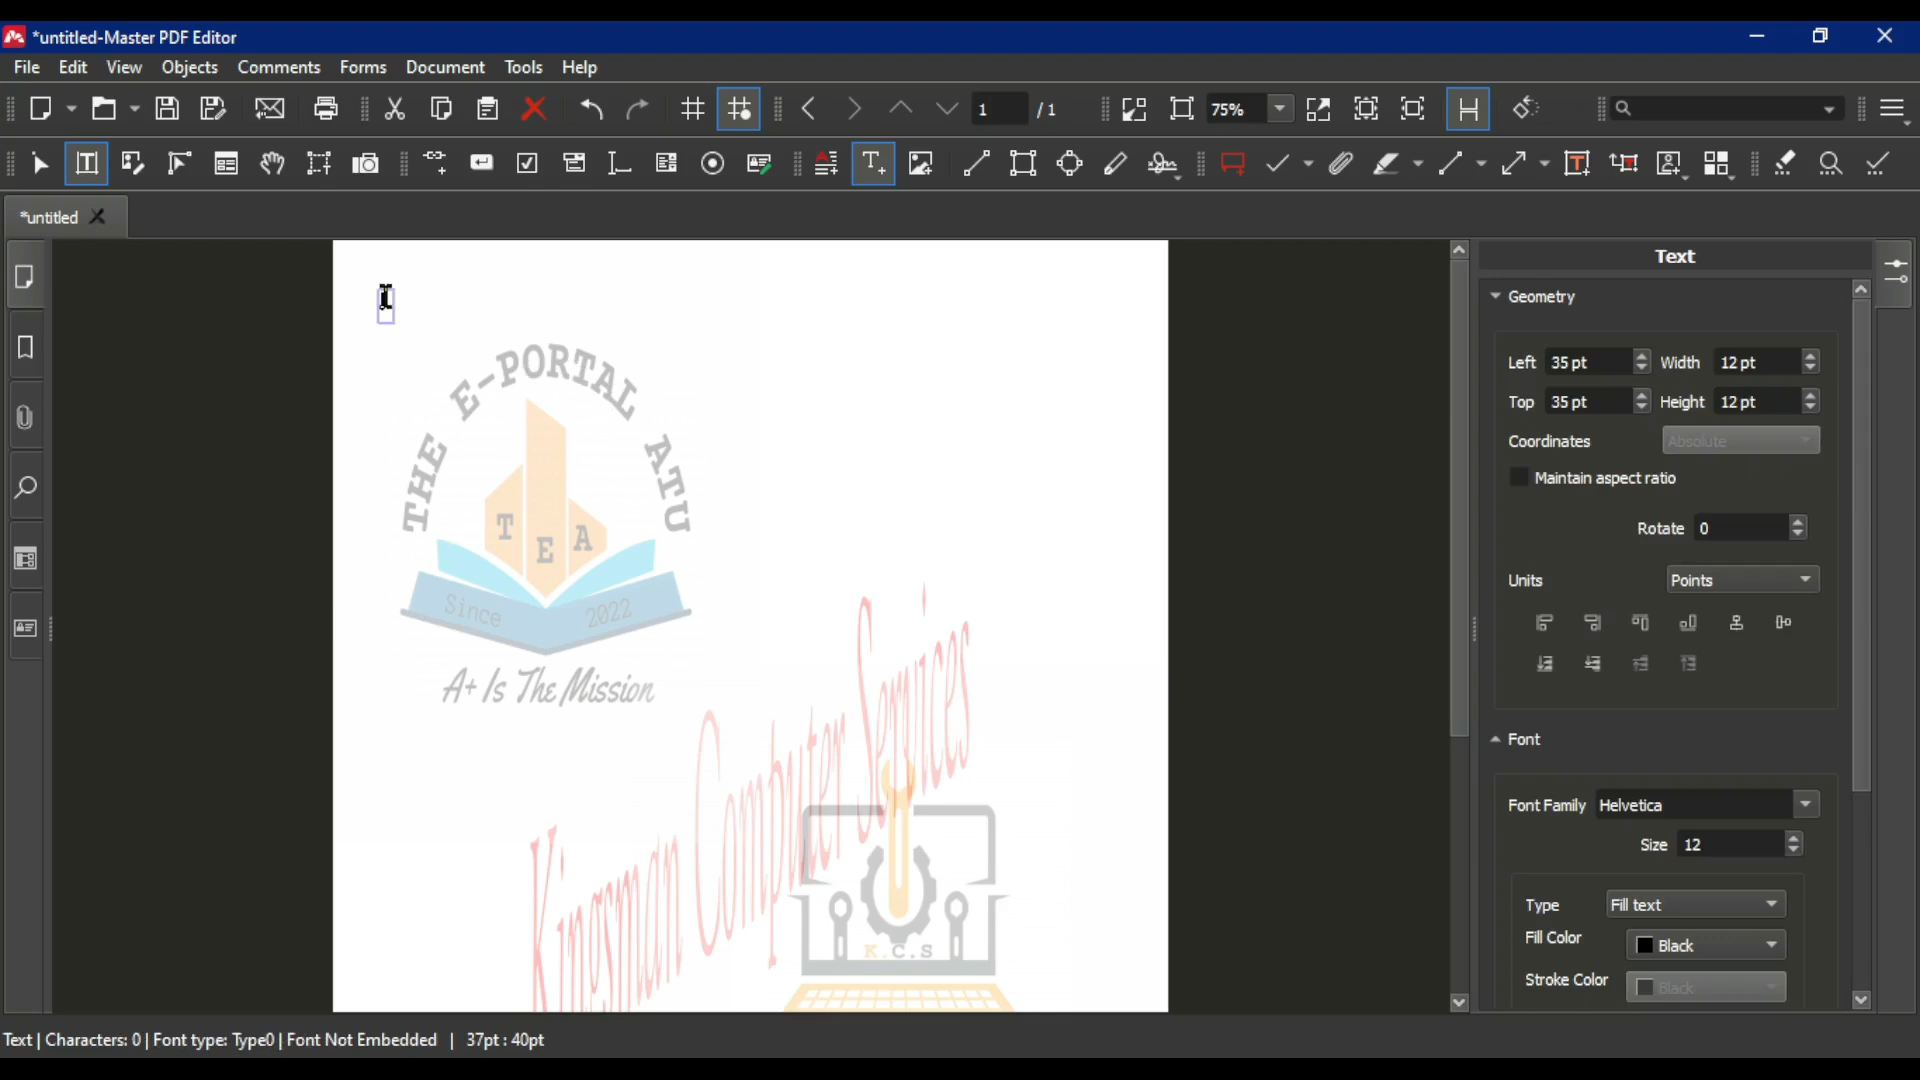 *untitled-Master PDF Editor
File Edit View Objects Comments Forms Document Tools Help
1 / 1 75%
*untitled
Text
Geometry
Left 35 pt Width 12 pt
Top 35 pt Height 12 pt
Coordinates Absolute
Maintain aspect ratio
Rotate 0
Units Points
Font
Font Family Helvetica
Size 12
Type Fill text
Fill Color Black
Stroke Color Black
THE E-PORTAL ATU
T E A
Since 2022
A+ Is The Mission
Kingsman Computer Services
K.C.S
Text | Characters: 0 | Font type: Type0 | Font Not Embedded | 37pt : 40pt